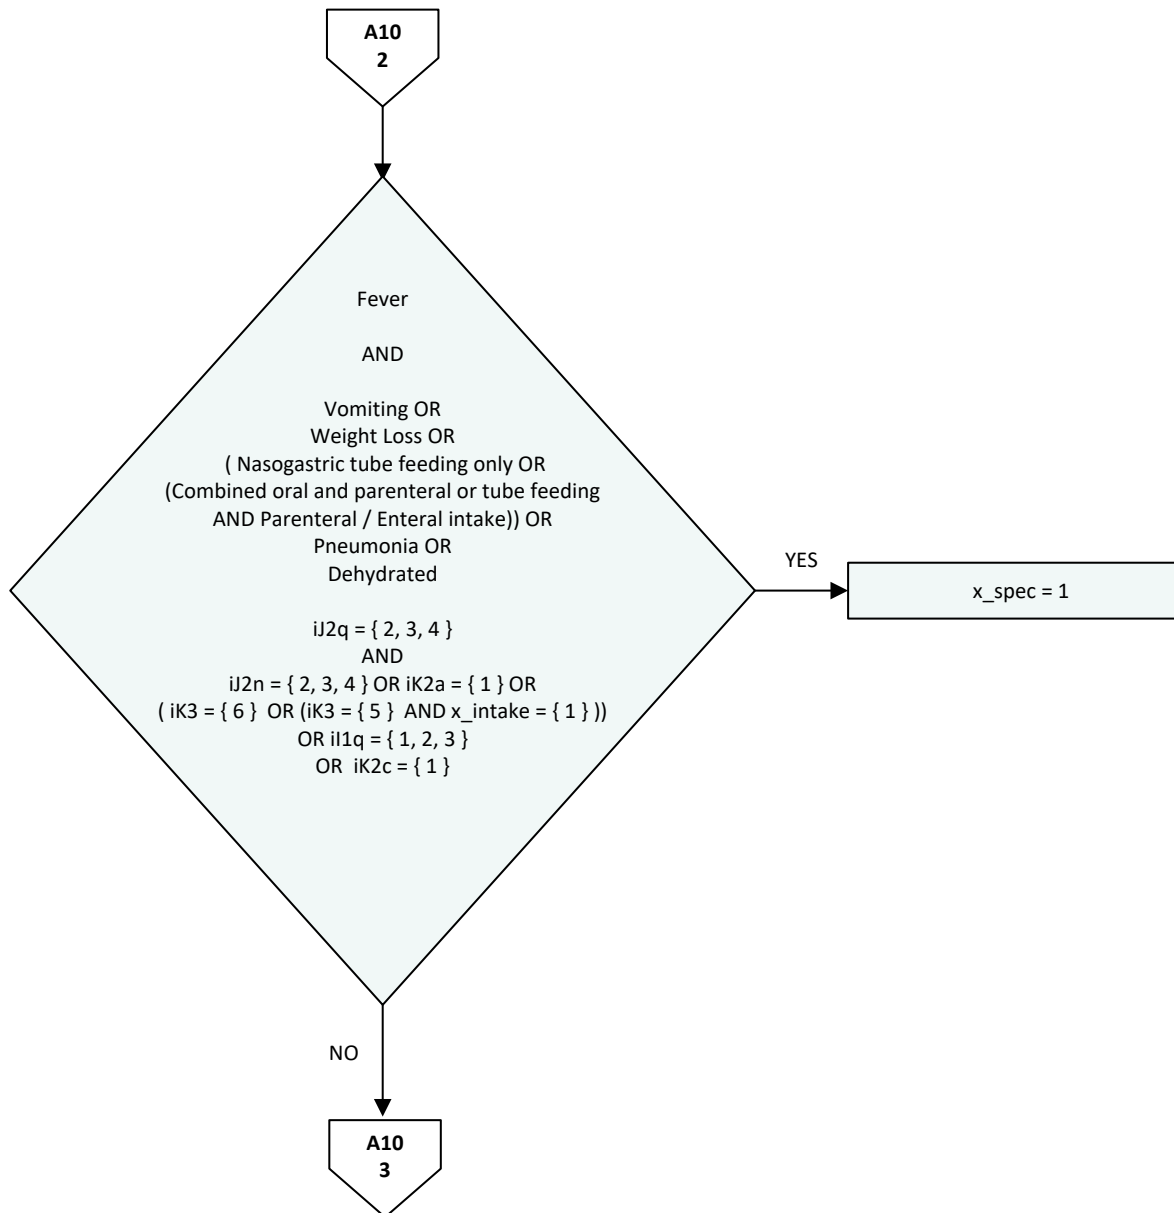 A10
2
Fever
AND
Vomiting OR
Weight Loss OR
( Nasogastric tube feeding only OR
(Combined oral and parenteral or tube feeding
AND Parenteral / Enteral intake)) OR
Pneumonia OR
Dehydrated
iJ2q = { 2, 3, 4 }
AND
iJ2n = { 2, 3, 4 } OR iK2a = { 1 } OR
( iK3 = { 6 }  OR (iK3 = { 5 }  AND x_intake = { 1 } ))
OR iI1q = { 1, 2, 3 }
OR  iK2c = { 1 }
YES
x_spec = 1
NO
A10
3